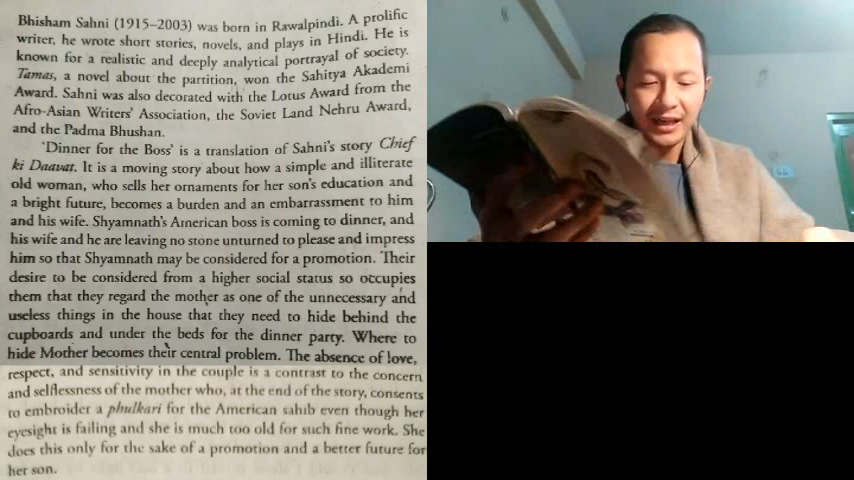 Bhisham Sahni (1915–2003) was born in Rawalpindi. A prolific
writer, he wrote short stories, novels, and plays in Hindi. He is
known for a realistic and deeply analytical portrayal of society.
Tamas, a novel about the partition, won the Sahitya Akademi
Award. Sahni was also decorated with the Lotus Award from the
Afro-Asian Writers' Association, the Soviet Land Nehru Award,
and the Padma Bhushan.
'Dinner for the Boss' is a translation of Sahni's story Chief
ki Daavat. It is a moving story about how a simple and illiterate
old woman, who sells her ornaments for her son's education and
a bright future, becomes a burden and an embarrassment to him
and his wife. Shyamnath's American boss is coming to dinner, and
his wife and he are leaving no stone unturned to please and impress
him so that Shyamnath may be considered for a promotion. Their
desire to be considered from a higher social status so occupies
them that they regard the mother as one of the unnecessary and
useless things in the house that they need to hide behind the
cupboards and under the beds for the dinner party. Where to
hide Mother becomes their central problem. The absence of love,
respect, and sensitivity in the couple is a contrast to the concern
and selflessness of the mother who, at the end of the story, consents
to embroider a phulkari for the American sahib even though her
eyesight is failing and she is much too old for such fine work. She
does this only for the sake of a promotion and a better future for
her son.